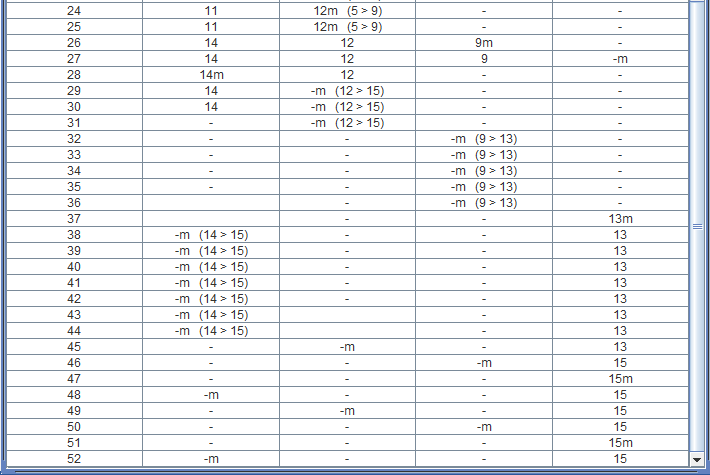 24 11 12m (5 > 9) - -
25 11 12m (5 > 9) - -
26 14 12 9m -
27 14 12 9 -m
28 14m 12 - -
29 14 -m (12 > 15) - -
30 14 -m (12 > 15) - -
31 - -m (12 > 15) - -
32 - - -m (9 > 13) -
33 - - -m (9 > 13) -
34 - - -m (9 > 13) -
35 - - -m (9 > 13) -
36 - -m (9 > 13) -
37 - - 13m
38 -m (14 > 15) - - 13
39 -m (14 > 15) - - 13
40 -m (14 > 15) - - 13
41 -m (14 > 15) - - 13
42 -m (14 > 15) - - 13
43 -m (14 > 15) - 13
44 -m (14 > 15) - 13
45 - -m - 13
46 - - -m 15
47 - - - 15m
48 -m - - 15
49 - -m - 15
50 - - -m 15
51 - - - 15m
52 -m - - 15